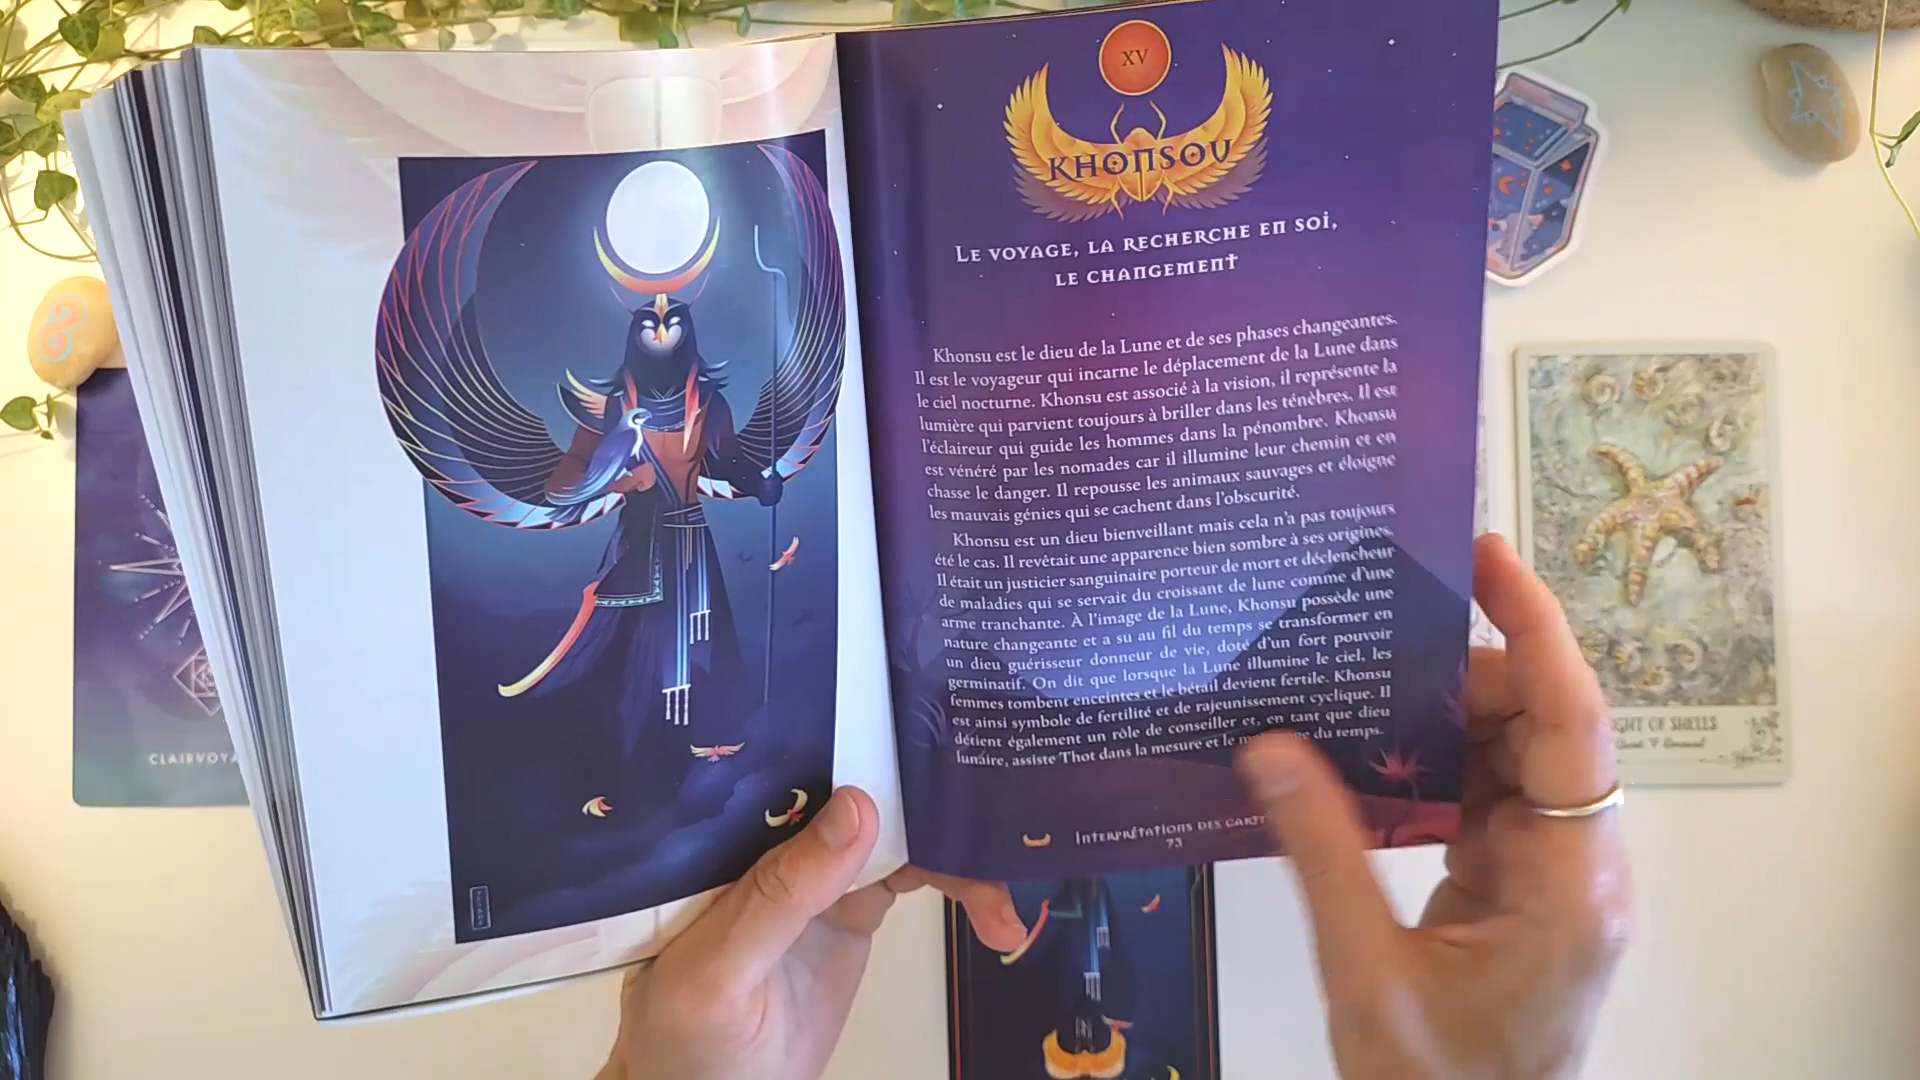 XV
KHONSOU
LE VOYAGE, LA RECHERCHE EN SOI,
LE CHANGEMENT
Khonsu est le dieu de la Lune et de ses phases changeantes.
Il est le voyageur qui incarne le déplacement de la Lune dans
le ciel nocturne. Khonsu est associé à la vision, il représente la
lumière qui parvient toujours à briller dans les ténèbres. Il est
l'éclaireur qui guide les hommes dans la pénombre. Khonsu
est vénéré par les nomades car il illumine leur chemin et en
chasse le danger. Il repousse les animaux sauvages et éloigne
les mauvais génies qui se cachent dans l'obscurité.
Khonsu est un dieu bienveillant mais cela n'a pas toujours
été le cas. Il revêtait une apparence bien sombre à ses origines.
Il était un justicier sanguinaire porteur de mort et déclencheur
de maladies qui se servait du croissant de lune comme d'une
arme tranchante. À l'image de la Lune, Khonsu possède une
nature changeante et a su au fil du temps se transformer en
un dieu guérisseur donneur de vie, doté d'un fort pouvoir
germinatif. On dit que lorsque la Lune illumine le ciel, les
femmes tombent enceintes et le bétail devient fertile. Khonsu
est ainsi symbole de fertilité et de rajeunissement cyclique. Il
détient également un rôle de conseiller et, en tant que dieu
lunaire, assiste Thot dans la mesure et le du temps.
INTERPRÉTATIONS DES CARTE
73
CLAIRVOYA
GHT OF SHELLS